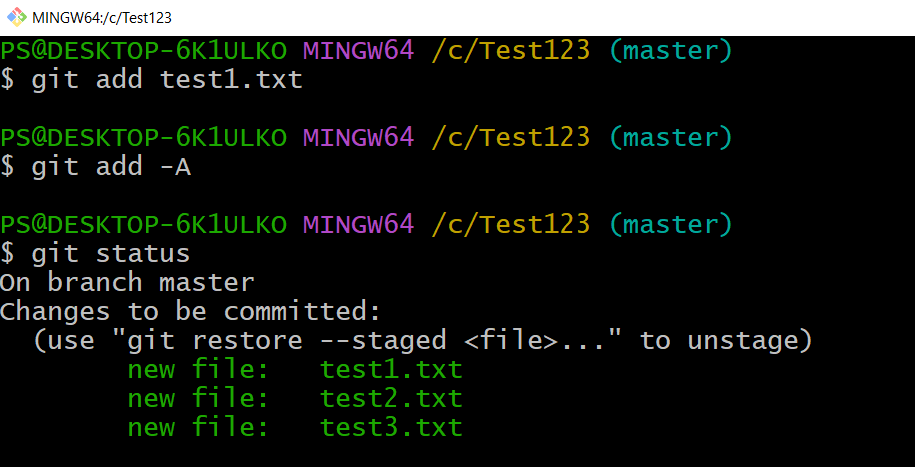 MINGW64:/c/Test123
PS@DESKTOP-6K1ULKO MINGW64 /c/Test123 (master)
$ git add test1.txt
PS@DESKTOP-6K1ULKO MINGW64 /c/Test123 (master)
$ git add -A
PS@DESKTOP-6K1ULKO MINGW64 /c/Test123 (master)
$ git status
On branch master
Changes to be committed:
  (use "git restore --staged <file>..." to unstage)
        new file:   test1.txt
        new file:   test2.txt
        new file:   test3.txt